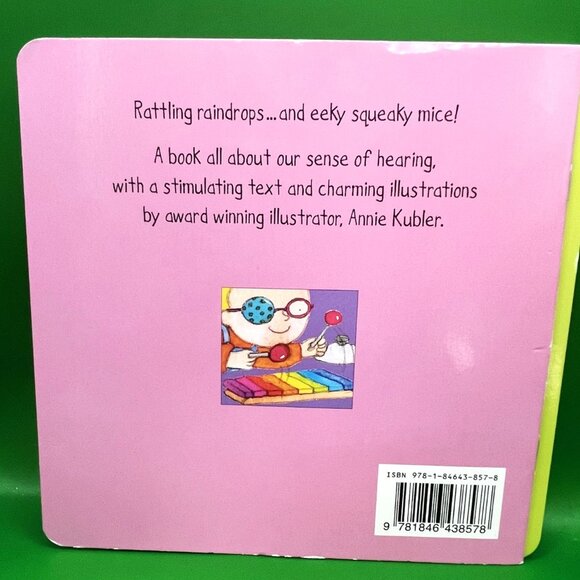 Rattling raindrops...and eeky squeaky mice!
A book all about our sense of hearing,
with a stimulating text and charming illustrations
by award winning illustrator, Annie Kubler.
ISBN 978-1-84643-857-8
9 781846 438578